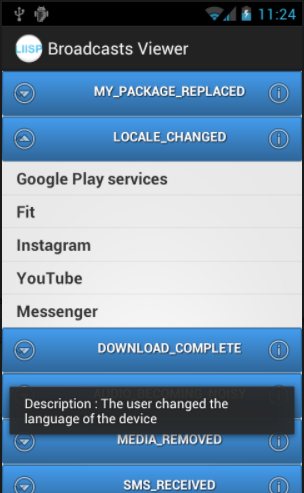 11:24
LIISP Broadcasts Viewer
MY_PACKAGE_REPLACED
LOCALE_CHANGED
Google Play services
Fit
Instagram
YouTube
Messenger
DOWNLOAD_COMPLETE
AUDIO_BECOMING_NOISY
Description : The user changed the
language of the device
MEDIA_REMOVED
SMS_RECEIVED